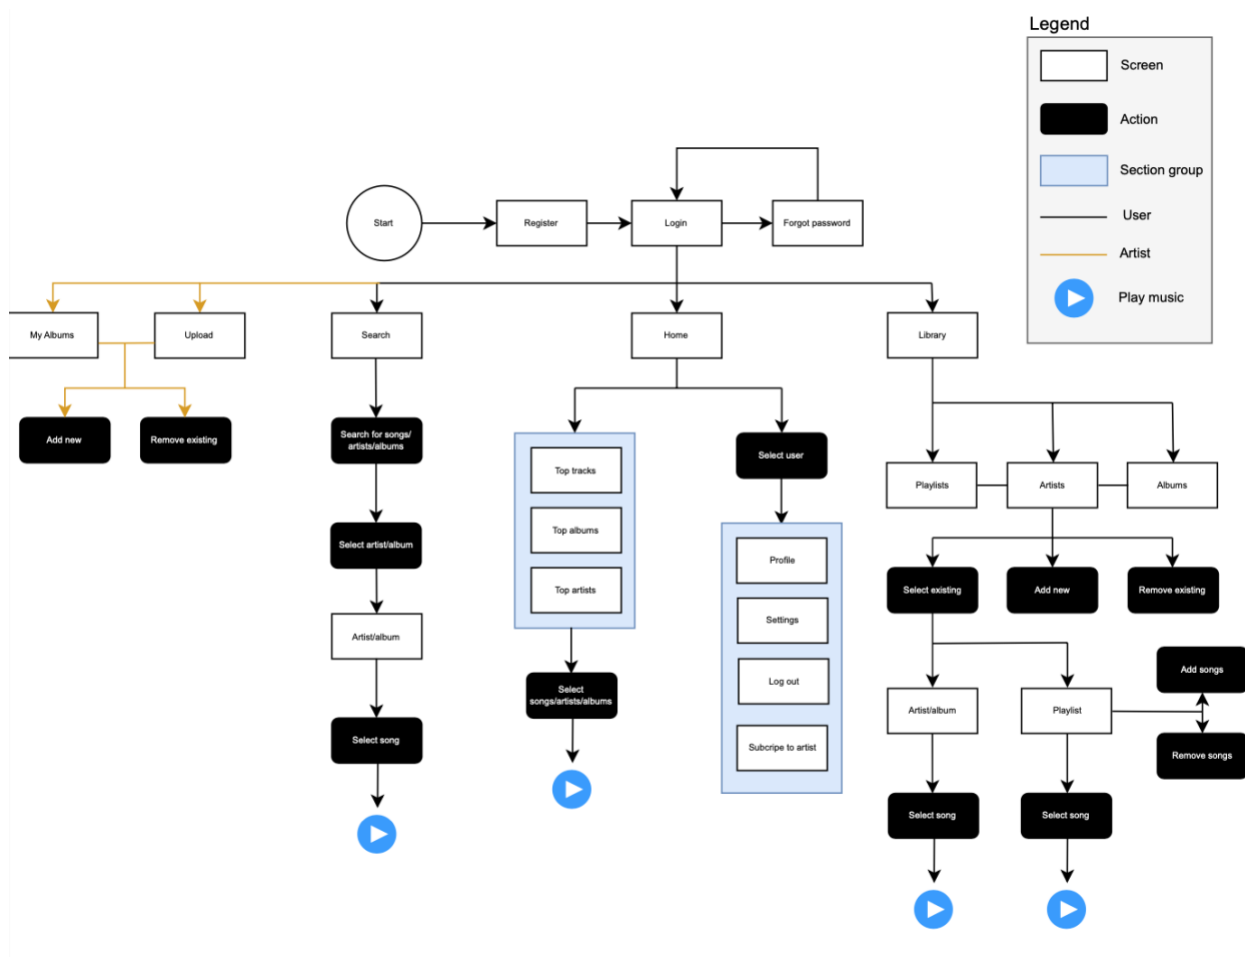 Legend
Screen
Action
Section group
User
Artist
Play music
Start
Register
Login
Forgot password
My Albums
Upload
Search
Home
Library
Add new
Remove existing
Search for songs/
artists/albums
Select user
Top tracks
Top albums
Top artists
Playlists
Artists
Albums
Select artist/album
Profile
Settings
Log out
Subcripe to artist
Select existing
Add new
Remove existing
Artist/album
Select
songs/artists/albums
Artist/album
Playlist
Add songs
Remove songs
Select song
Select song
Select song